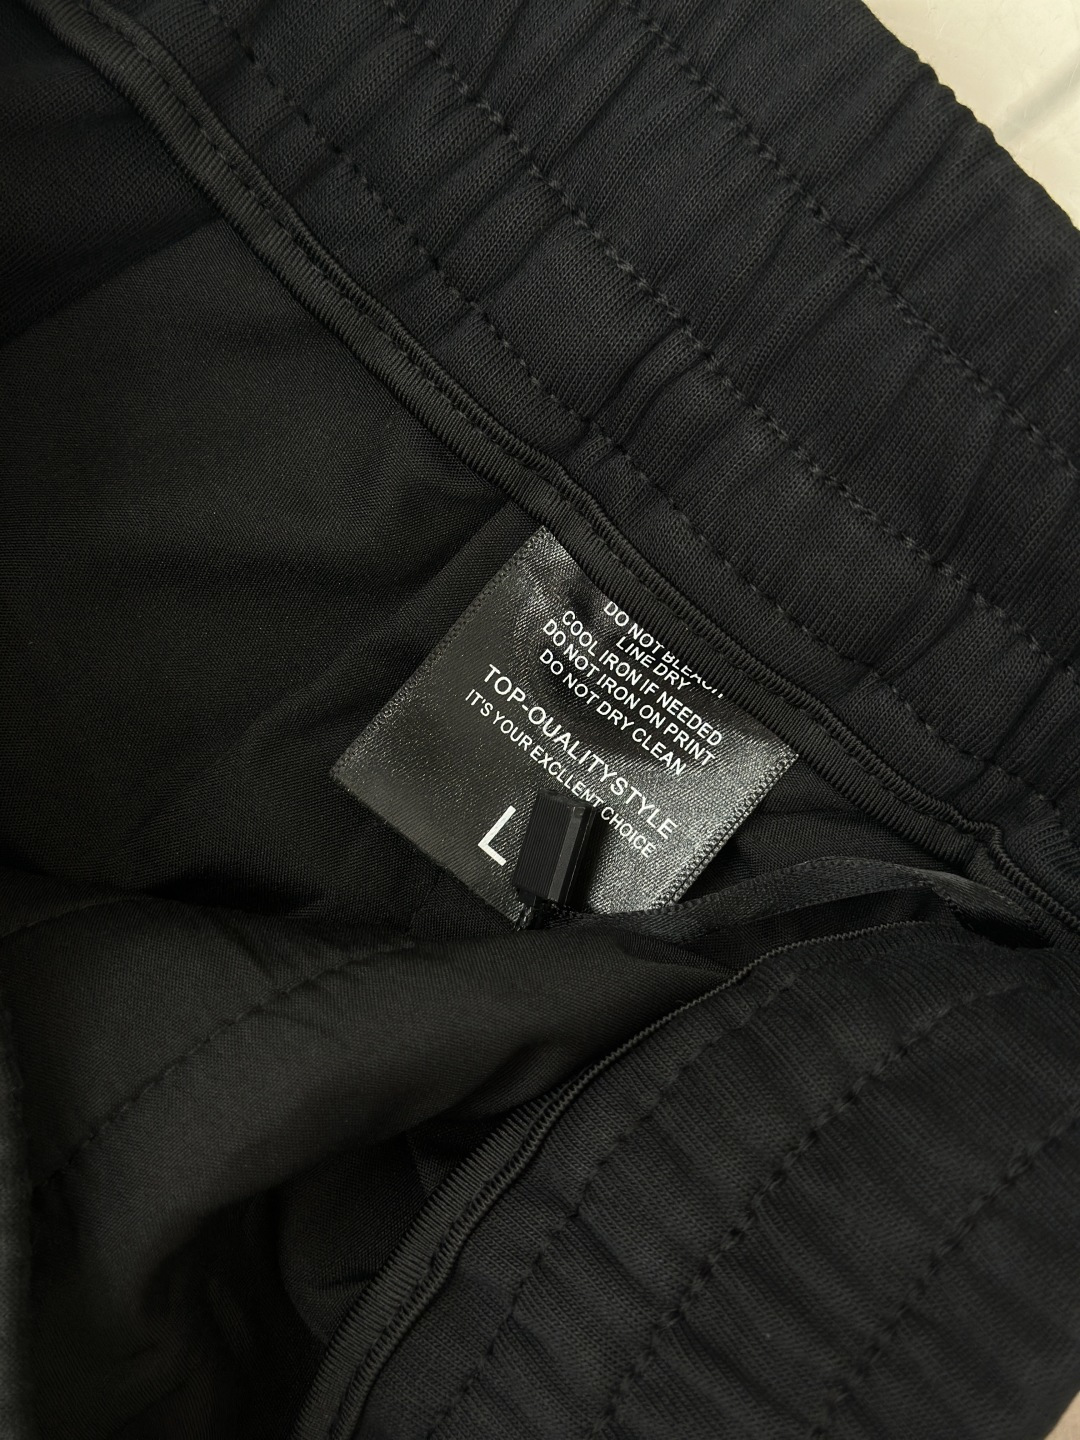 DO NOT BLEACH
LINE DRY
COOL IRON IF NEEDED
DO NOT IRON ON PRINT
DO NOT DRY CLEAN
TOP-QUALITYSTYLE
IT'S YOUR EXCLLENT CHOICE
L